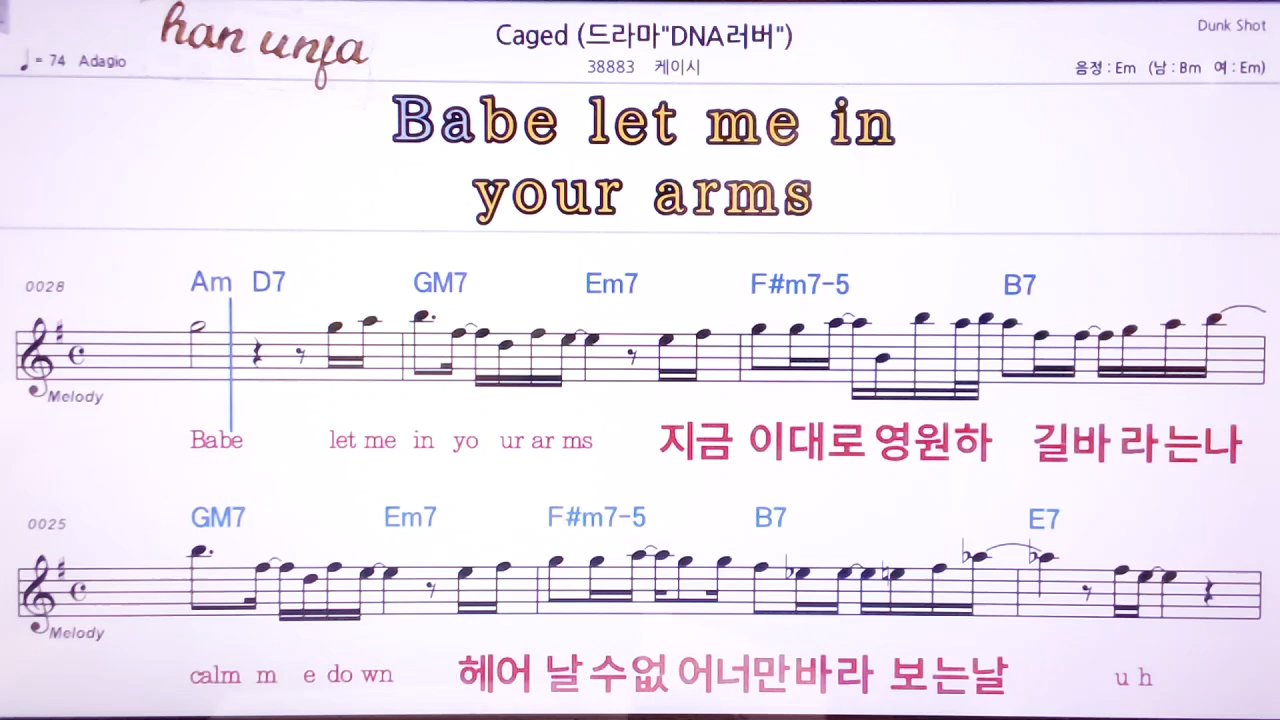 han unja
Caged (드라마"DNA러버")
Dunk Shot
♩= 74 Adagio
38883 케이시
음정 : Em (남 : Bm 여 : Em)
Babe let me in
your arms
0028
Am D7 GM7 Em7 F#m7-5 B7
Melody
Babe let me in yo ur ar ms 지금 이대로 영원하 길바 라 는나
0025
GM7 Em7 F#m7-5 B7 E7
Melody
calm m e do wn 헤어 날 수없 어너만바라 보는날 u h